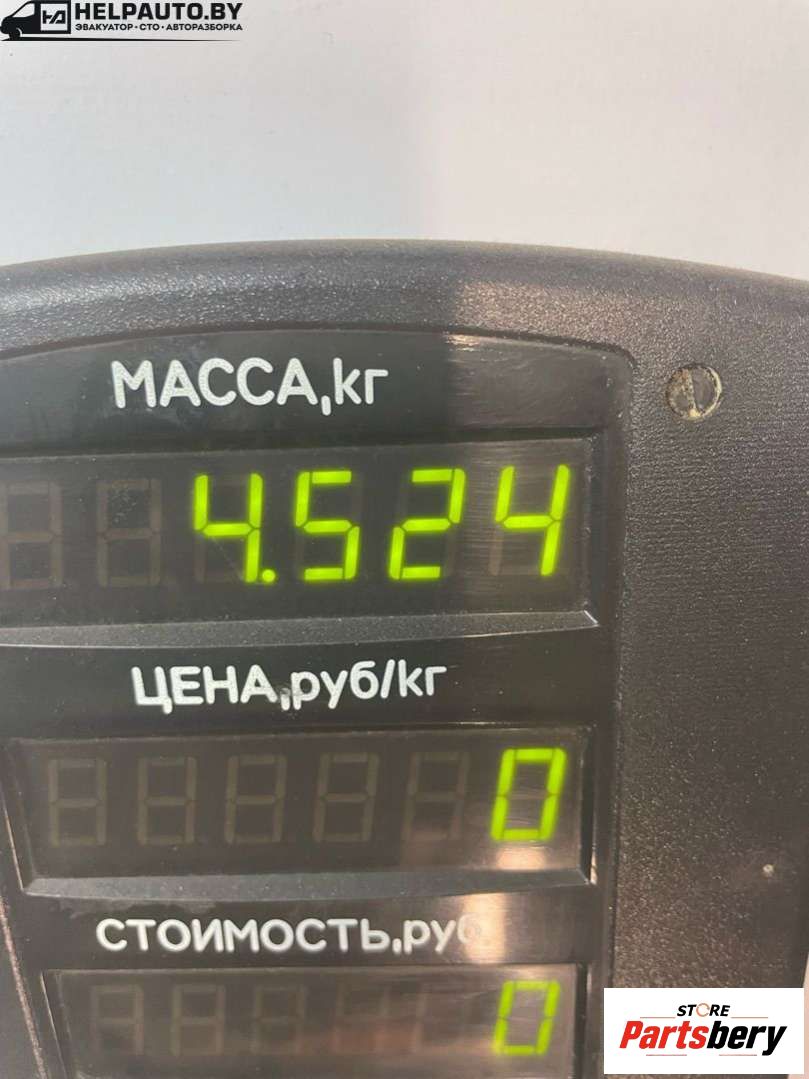 HELPAUTO.BY
ЭВАКУАТОР • СТО • АВТОРАЗБОРКА
МАССА,кг
4.524
ЦЕНА,руб/кг
0
СТОИМОСТЬ,руб
0
STORE
Partsbery